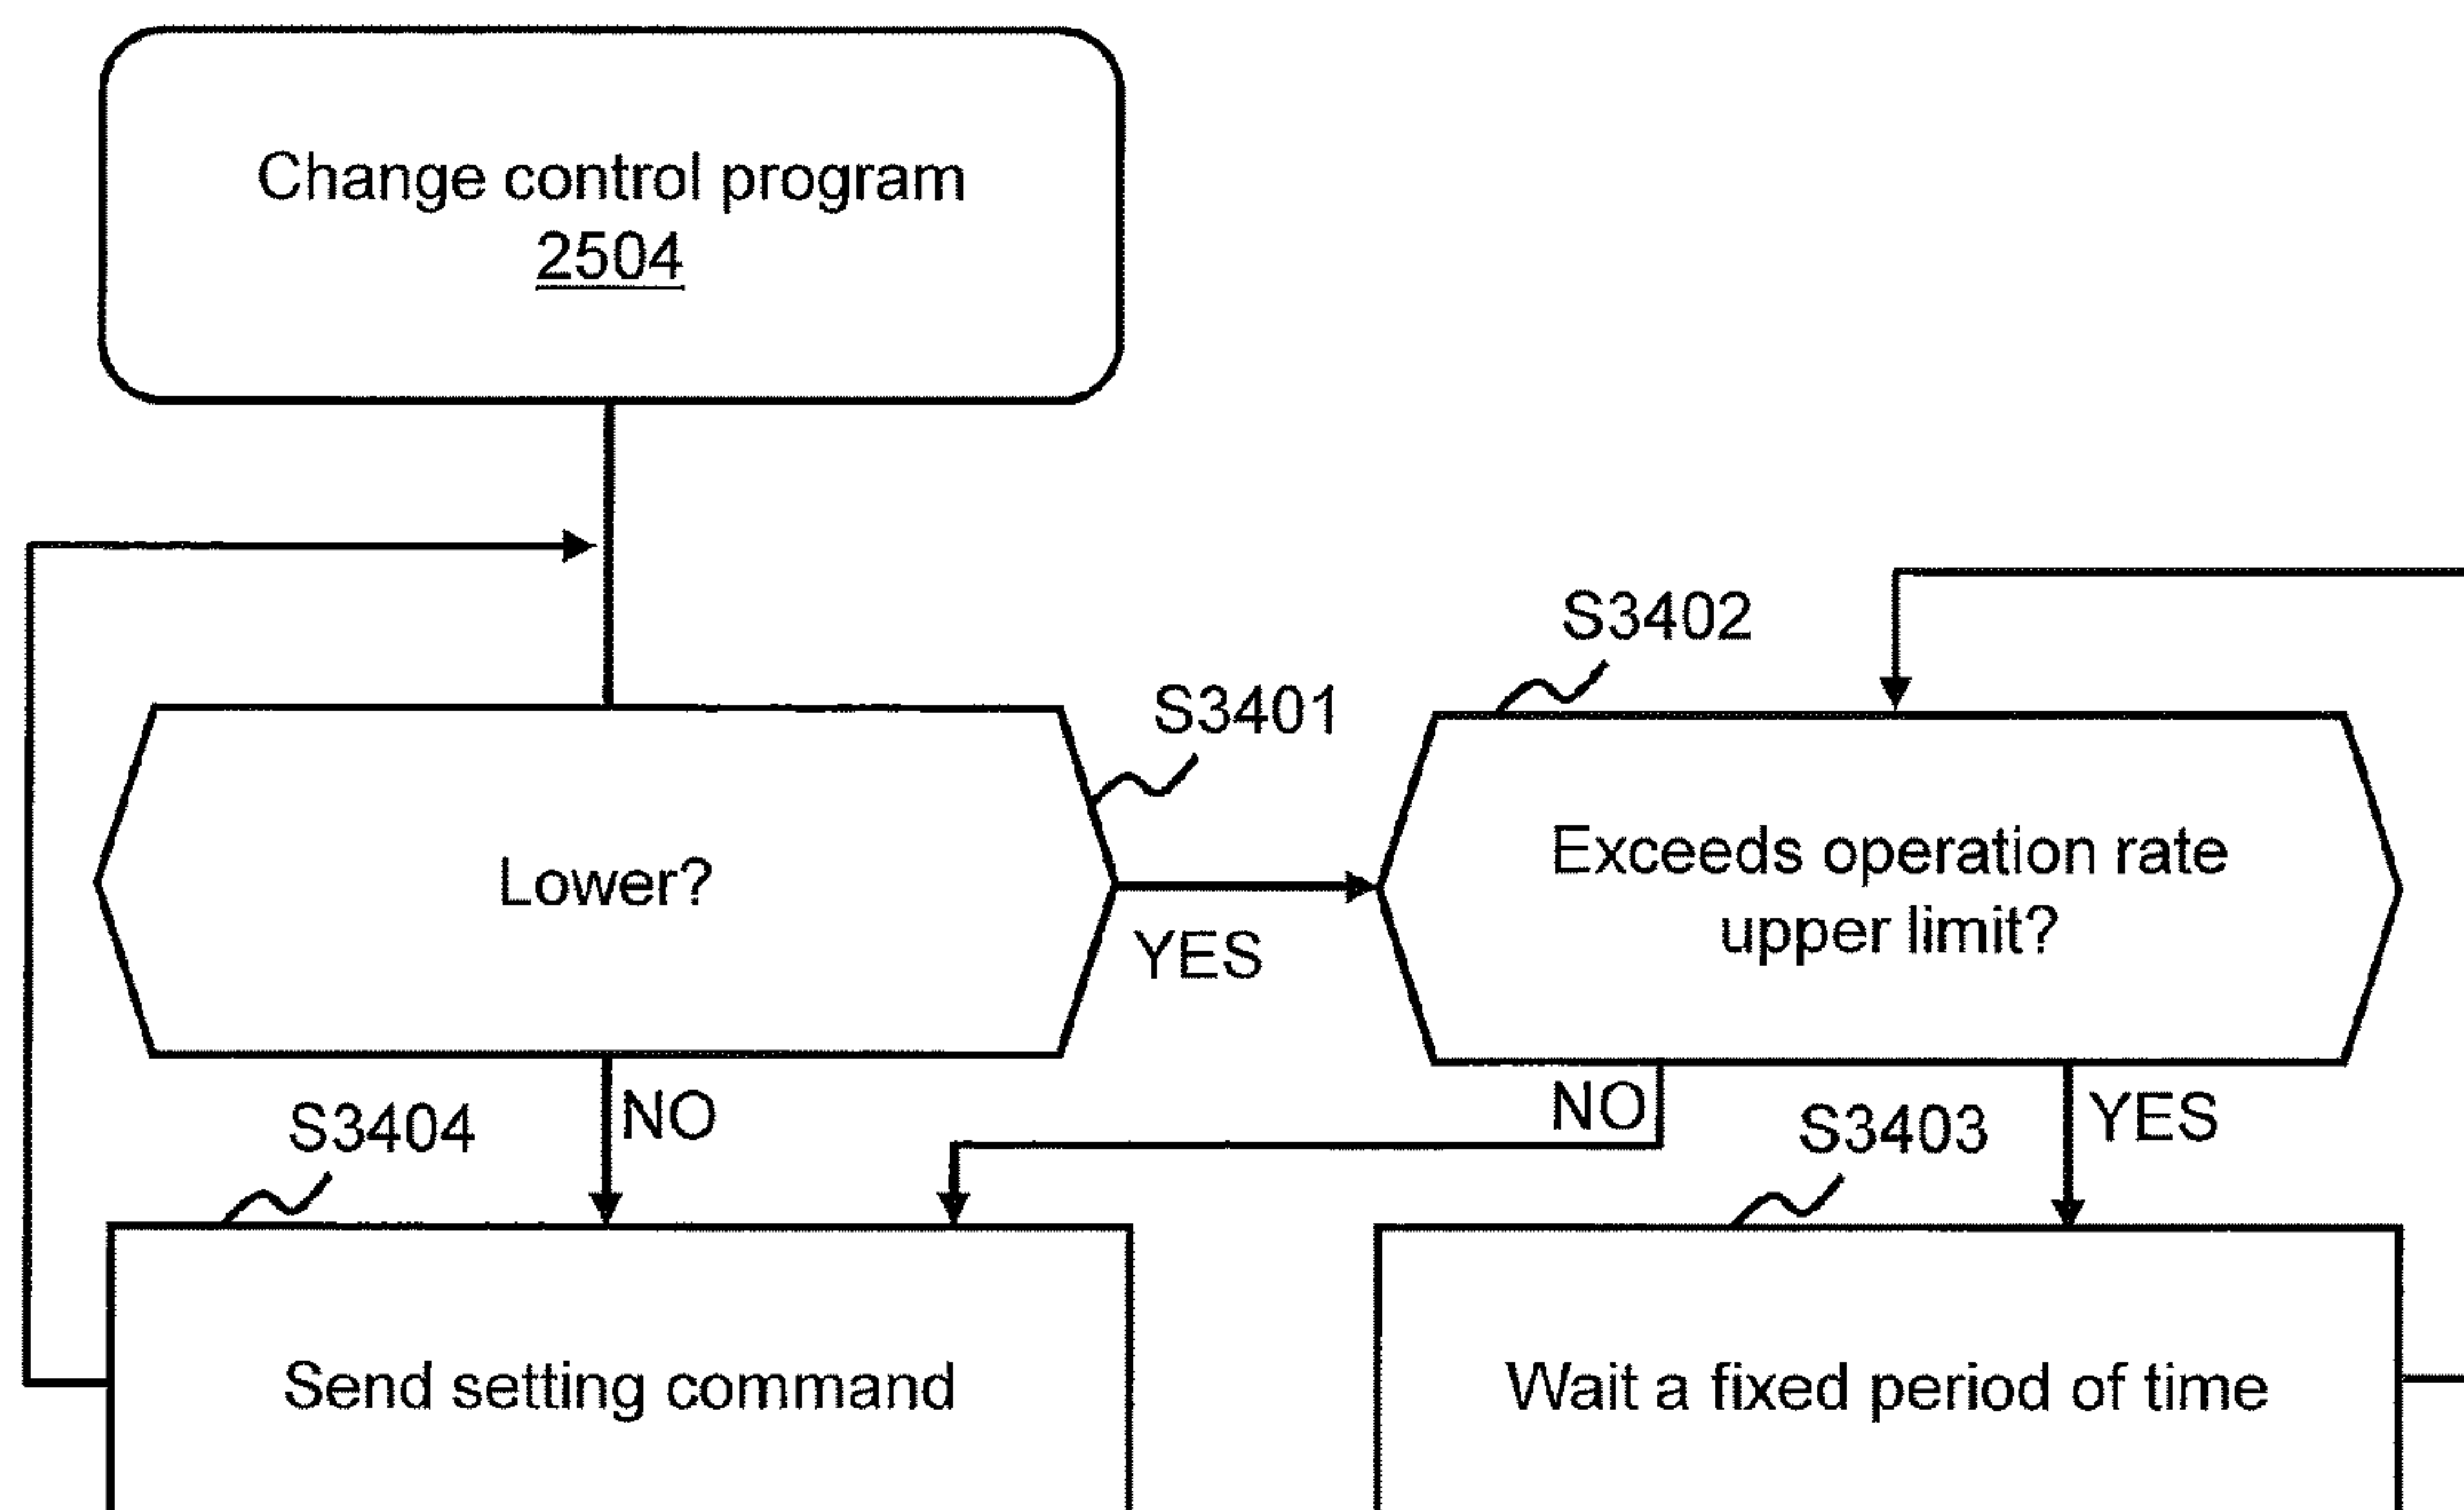 Change control program
2504
S3402
S3401
Lower?
YES
Exceeds operation rate
upper limit?
S3404
NO
NO
S3403
YES
Send setting command
Wait a fixed period of time